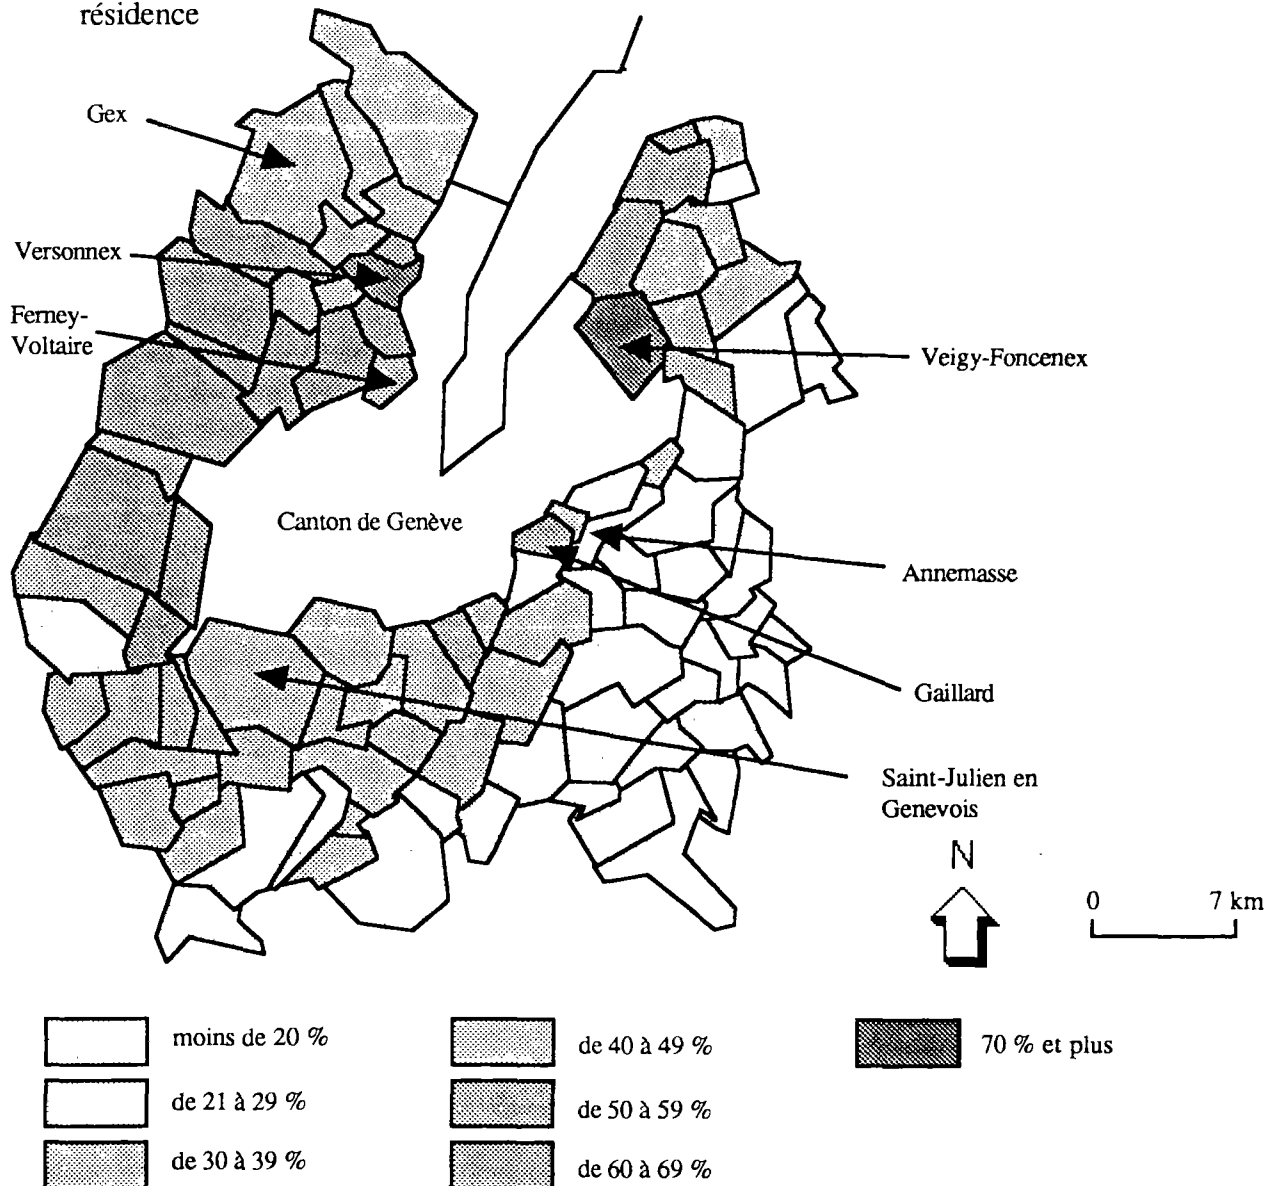 résidence
Gex
Versonnex
Ferney-
Voltaire
Veigy-Foncenex
Canton de Genève
Annemasse
Gaillard
Saint-Julien en
Genevois
N
0 7 km
moins de 20 %
de 21 à 29 %
de 30 à 39 %
de 40 à 49 %
de 50 à 59 %
de 60 à 69 %
70 % et plus